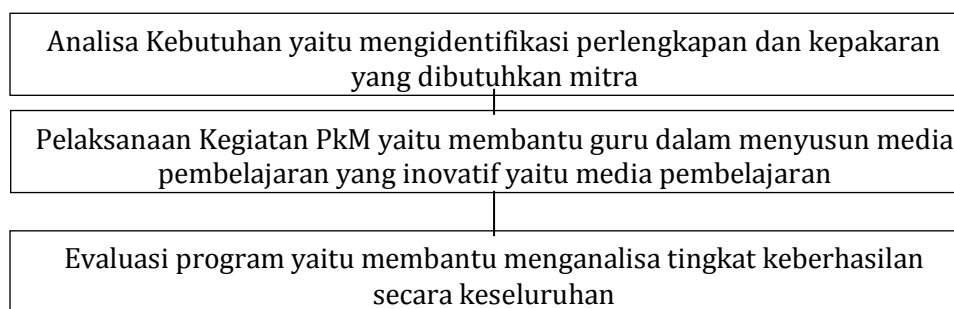 Analisa Kebutuhan yaitu mengidentifikasi perlengkapan dan kepakaran
yang dibutuhkan mitra
Pelaksanaan Kegiatan PkM yaitu membantu guru dalam menyusun media
pembelajaran yang inovatif yaitu media pembelajaran
Evaluasi program yaitu membantu menganalisa tingkat keberhasilan
secara keseluruhan